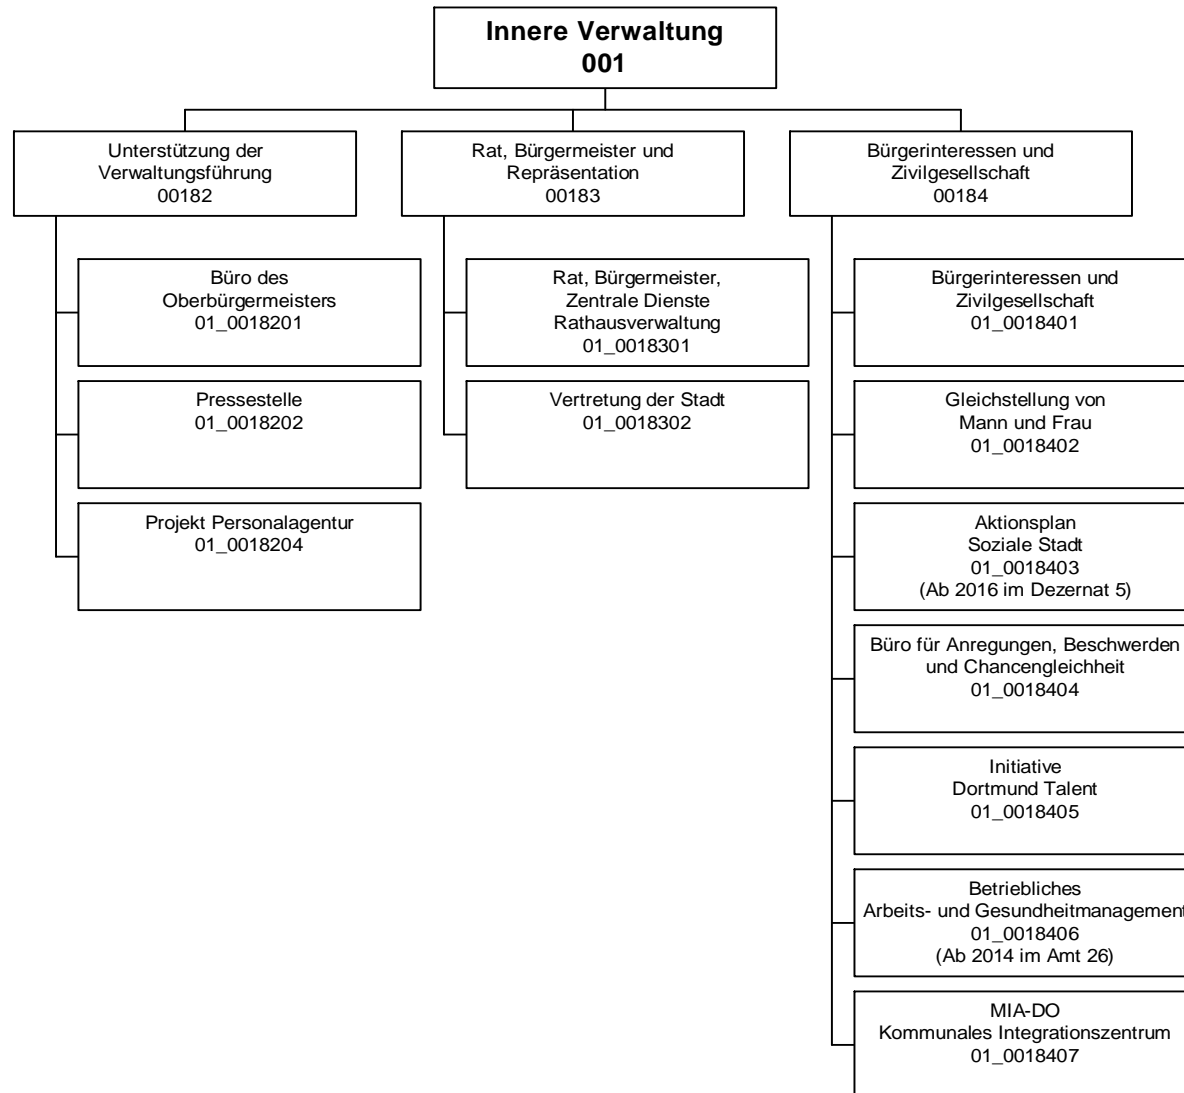 Innere Verwaltung
001
Unterstützung der
Verwaltungsführung
00182
Rat, Bürgermeister und
Repräsentation
00183
Bürgerinteressen und
Zivilgesellschaft
00184
Büro des
Oberbürgermeisters
01_0018201
Pressestelle
01_0018202
Projekt Personalagentur
01_0018204
Rat, Bürgermeister,
Zentrale Dienste
Rathausverwaltung
01_0018301
Vertretung der Stadt
01_0018302
Bürgerinteressen und
Zivilgesellschaft
01_0018401
Gleichstellung von
Mann und Frau
01_0018402
Aktionsplan
Soziale Stadt
01_0018403
(Ab 2016 im Dezernat 5)
Büro für Anregungen, Beschwerden
und Chancengleichheit
01_0018404
Initiative
Dortmund Talent
01_0018405
Betriebliches
Arbeits- und Gesundheitmanagement
01_0018406
(Ab 2014 im Amt 26)
MIA-DO
Kommunales Integrationszentrum
01_0018407